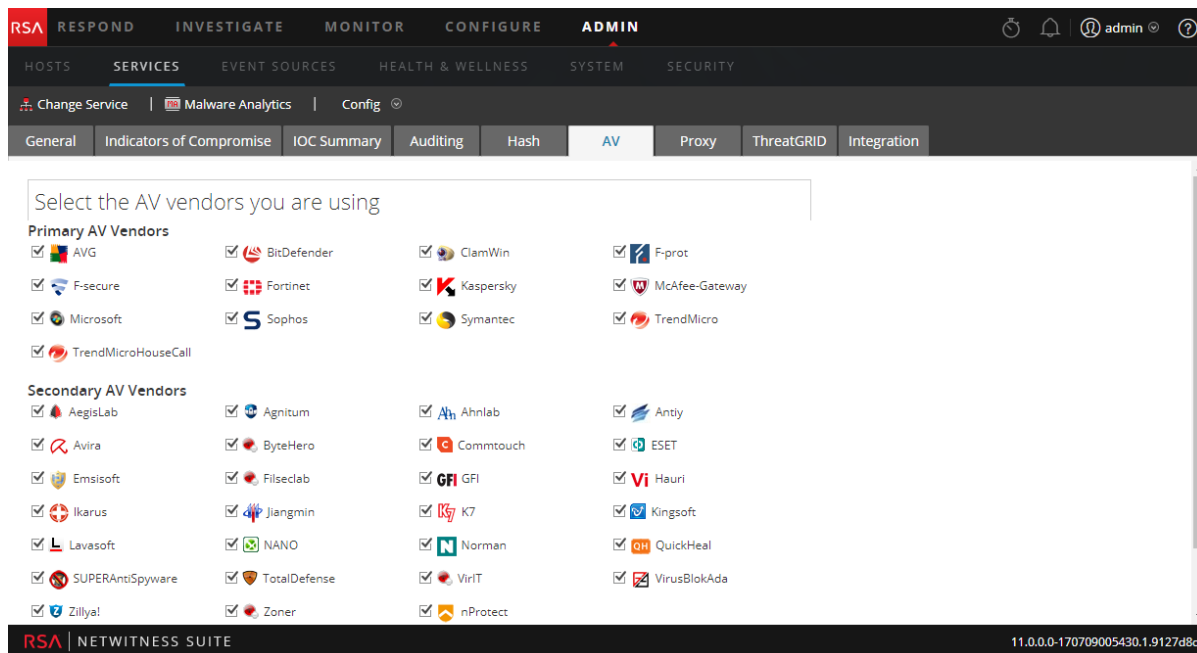 RSA RESPOND INVESTIGATE MONITOR CONFIGURE ADMIN admin ?
HOSTS SERVICES EVENT SOURCES HEALTH & WELLNESS SYSTEM SECURITY
Change Service | MA Malware Analytics | Config
General Indicators of Compromise IOC Summary Auditing Hash AV Proxy ThreatGRID Integration
Select the AV vendors you are using
Primary AV Vendors
AVG BitDefender ClamWin F-prot
F-secure Fortinet Kaspersky McAfee-Gateway
Microsoft Sophos Symantec TrendMicro
TrendMicroHouseCall
Secondary AV Vendors
AegisLab Agnitum Ahnlab Antiy
Avira ByteHero Commtouch ESET
Emsisoft Filseclab GFI GFI Hauri
Ikarus Jiangmin K7 K7 Kingsoft
Lavasoft NANO Norman QH QuickHeal
SUPERAntiSpyware TotalDefense VirIT VirusBlokAda
Zillya! Zoner nProtect
RSA | NETWITNESS SUITE 11.0.0.0-170709005430.1.9127d8d